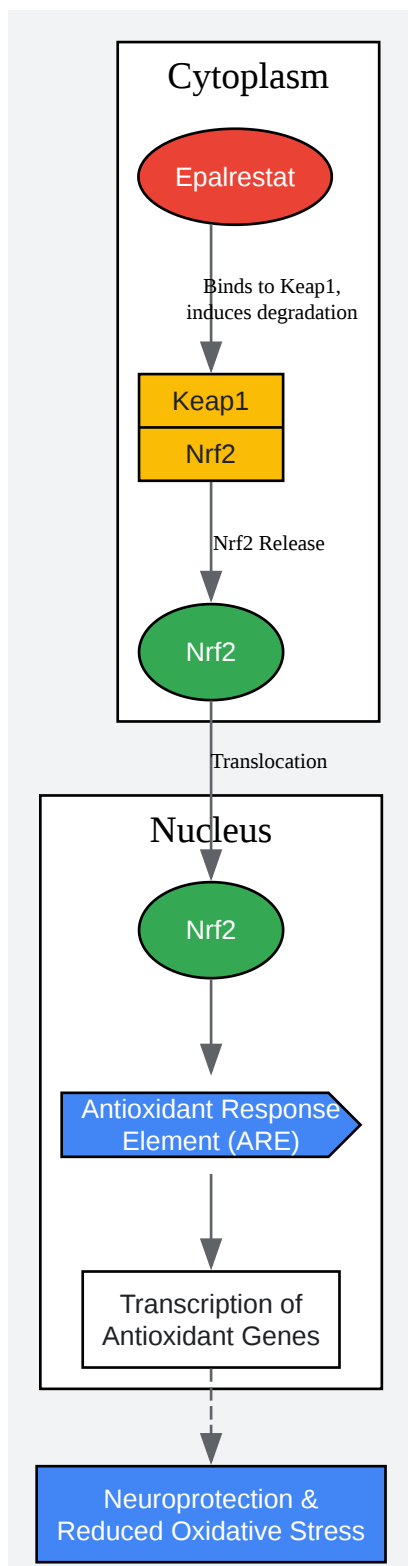 Cytoplasm
Epalrestat
Binds to Keap1,
induces degradation
Keap1
Nrf2
Nrf2 Release
Nrf2
Translocation
Nucleus
Nrf2
Antioxidant Response
Element (ARE)
Transcription of
Antioxidant Genes
Neuroprotection &
Reduced Oxidative Stress